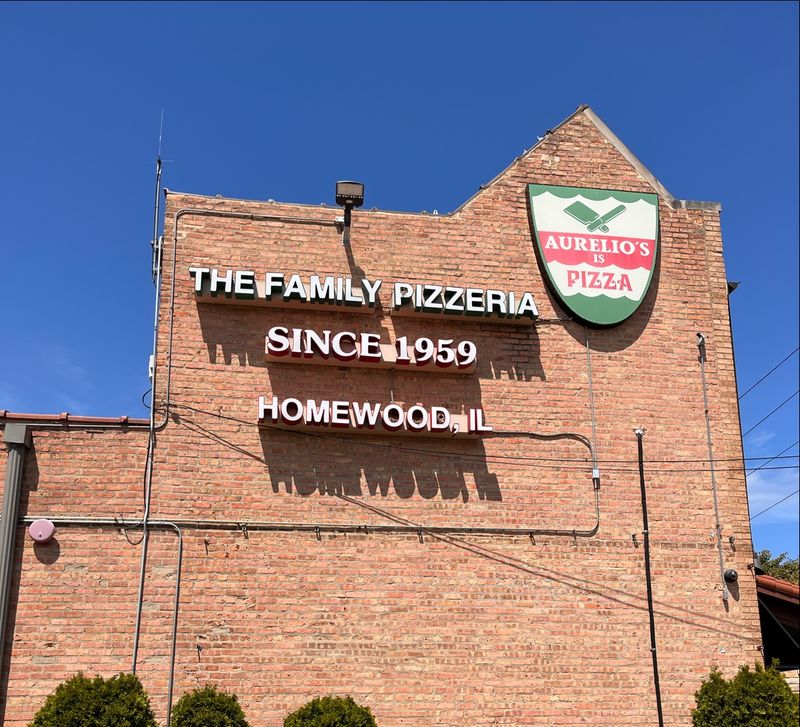 THE FAMILY PIZZERIA
SINCE 1959
HOMEWOOD, IL
AURELIO'S
IS
PIZZA